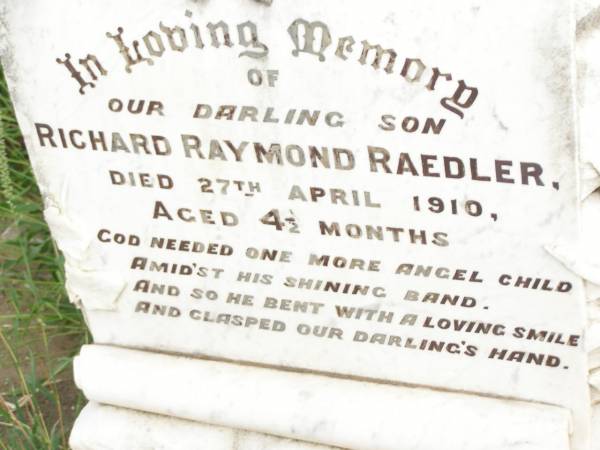 In Loving Memory
OF
OUR DARLING SON
RICHARD RAYMOND RAEDLER,
DIED 27TH APRIL 1910,
AGED 4½ MONTHS
GOD NEEDED ONE MORE ANGEL CHILD
AMID'ST HIS SHINING BAND.
AND SO HE BENT WITH A LOVING SMILE
AND CLASPED OUR DARLING'S HAND.